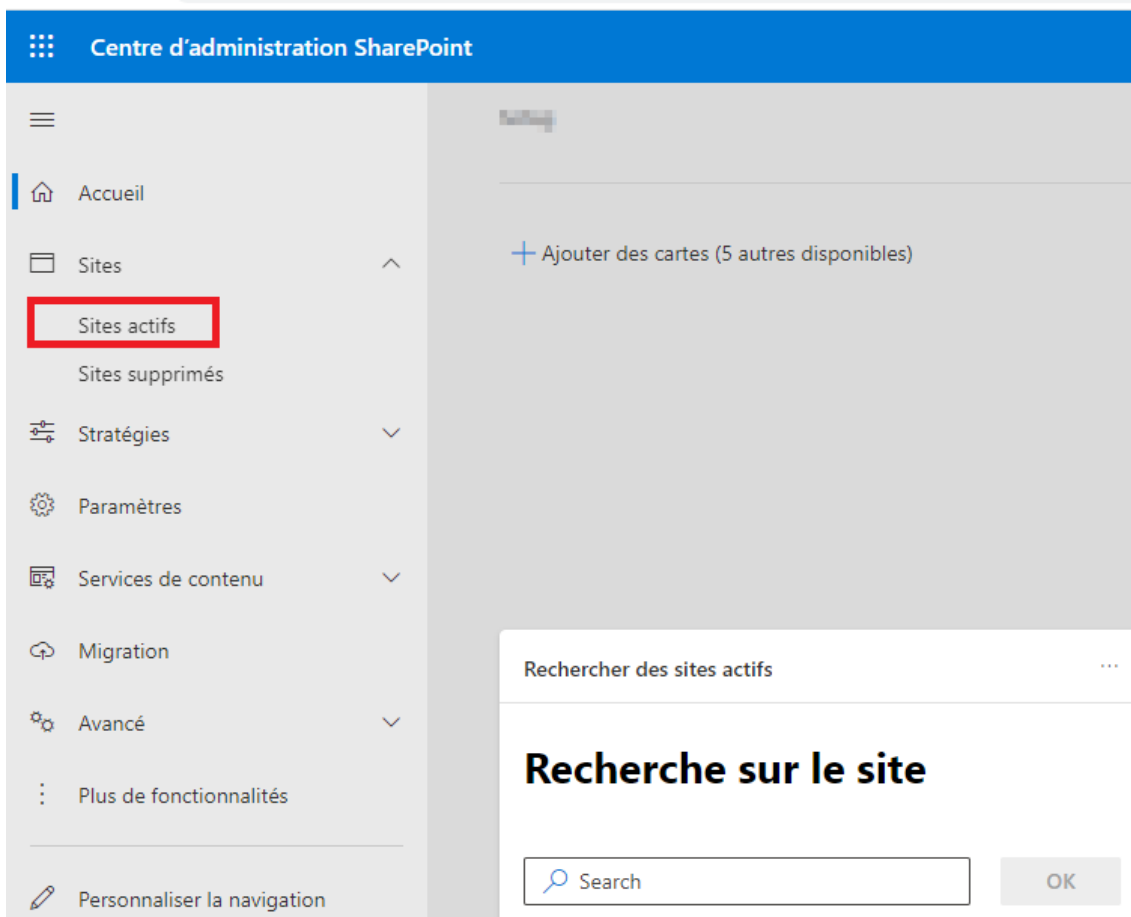 Centre d'administration SharePoint
Accueil
Sites
Sites actifs
Sites supprimés
Stratégies
Paramètres
Services de contenu
Migration
Avancé
Plus de fonctionnalités
Personnaliser la navigation
Ajouter des cartes (5 autres disponibles)
Rechercher des sites actifs
Recherche sur le site
Search
OK